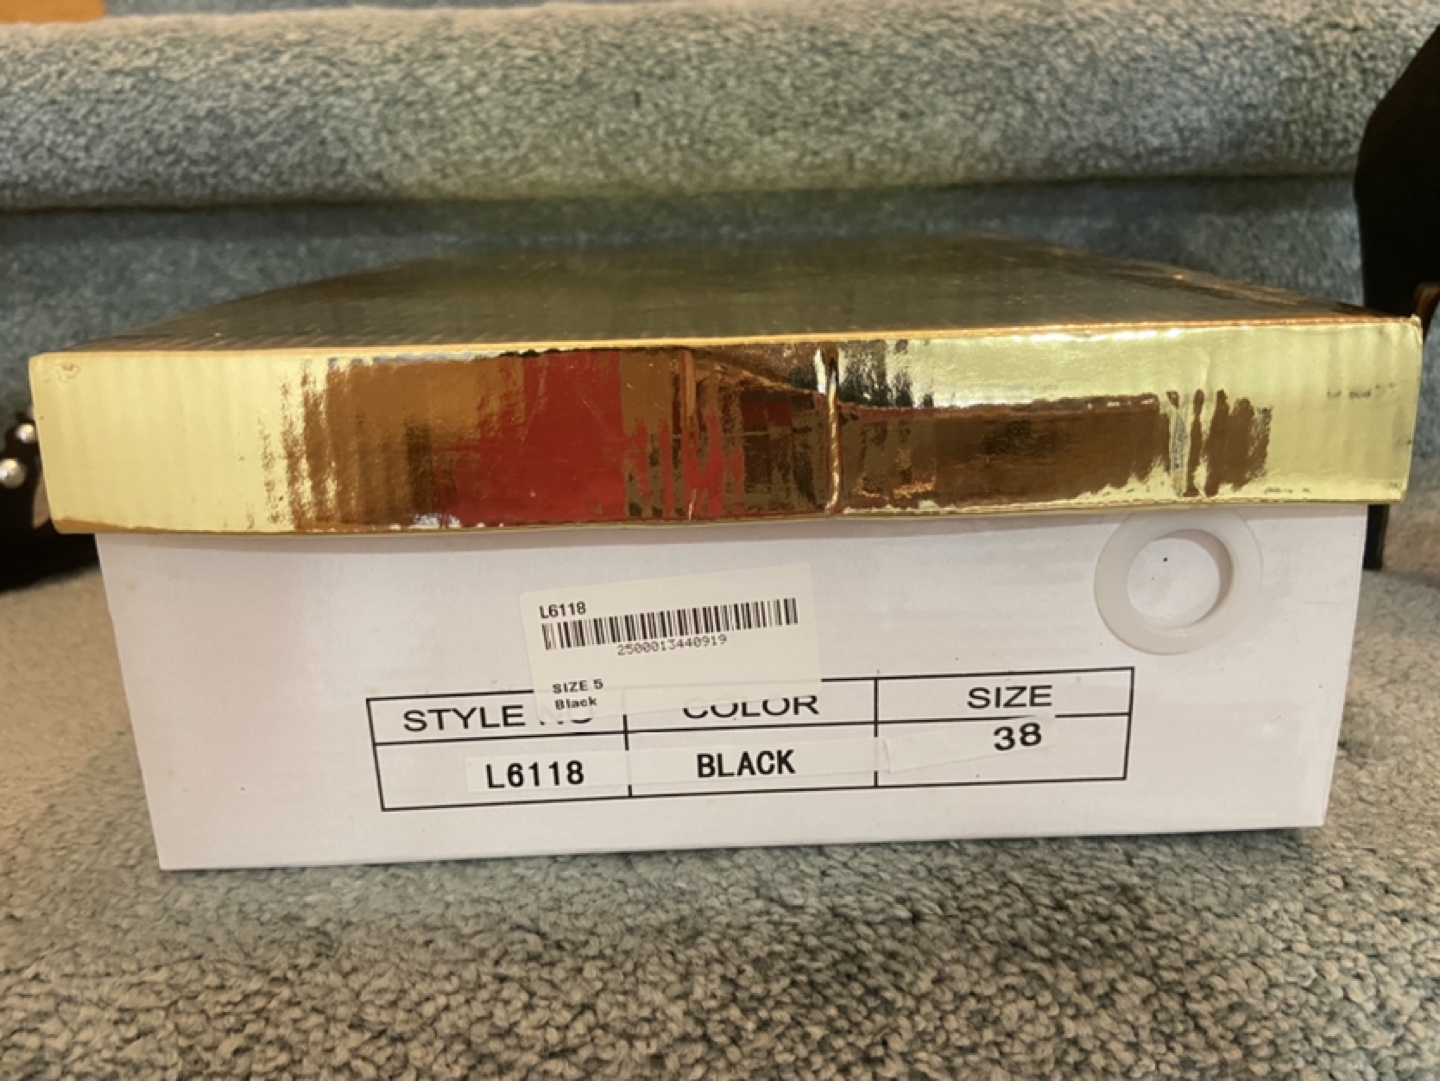 L6118
2500013440919
SIZE 5
Black
STYLE COLOR SIZE
L6118 BLACK 38